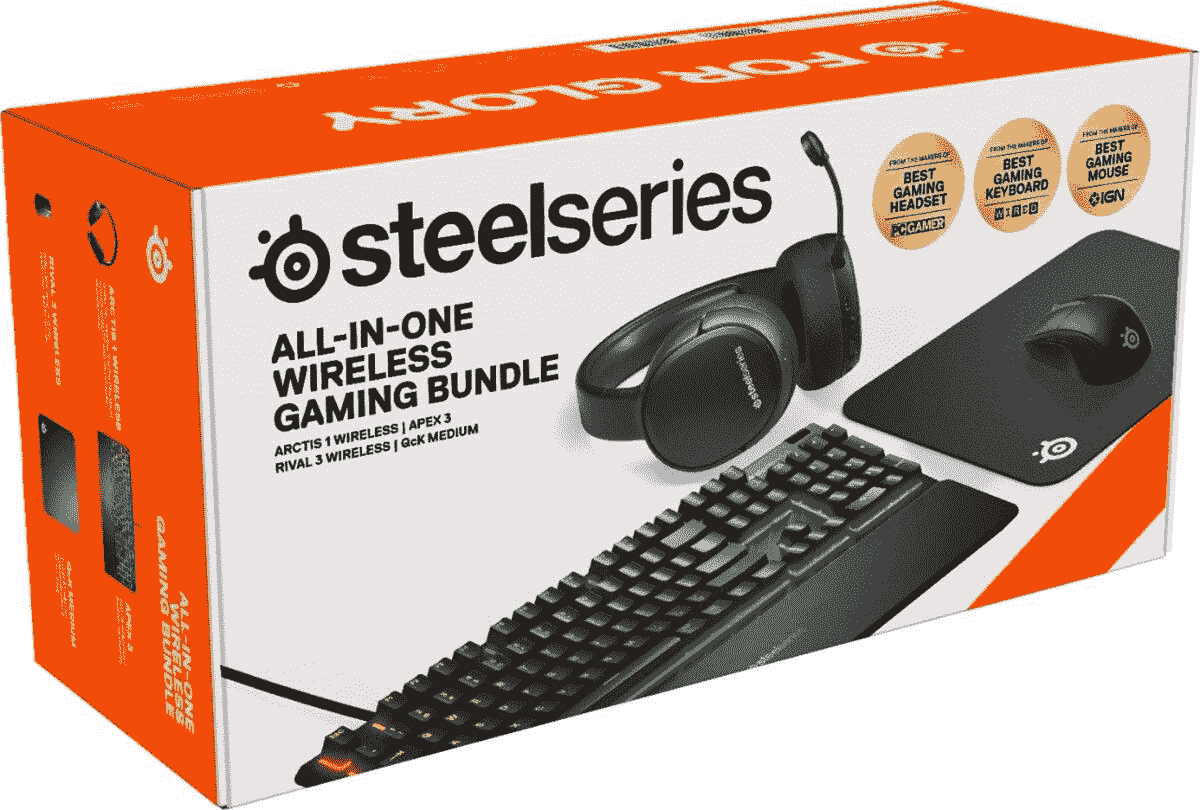 FOR GLORY
steelseries
ALL-IN-ONE
WIRELESS
GAMING BUNDLE
ARCTIS 1 WIRELESS | APEX 3
RIVAL 3 WIRELESS | QcK MEDIUM
FROM THE MAKERS OF
BEST
GAMING
HEADSET
PC GAMER
FROM THE MAKERS OF
BEST
GAMING
KEYBOARD
WIRED
FROM THE MAKERS OF
BEST
GAMING
MOUSE
IGN
steelseries
RIVAL 3 WIRELESS
ARCTIS 1 WIRELESS
QcK MEDIUM
APEX 3
ALL-IN-ONE
WIRELESS
GAMING BUNDLE